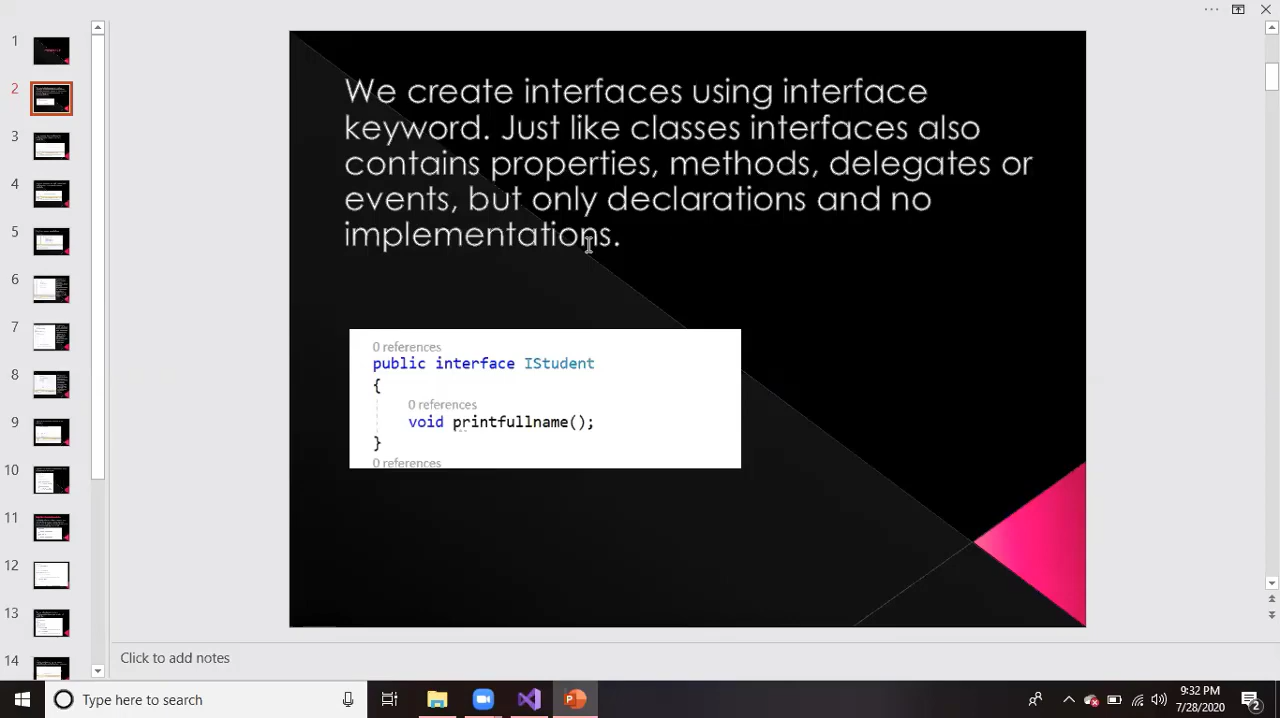 1
2
3
4
5
6
7
8
9
10
11
12
13
14
We create interfaces using interface
keyword. Just like classes interfaces also
contains properties, methods, delegates or
events, but only declarations and no
implementations.
0 references
public interface IStudent
{
0 references
void printfullname();
}
0 references
Click to add notes
Type here to search
9:32 PM
7/28/2020
2